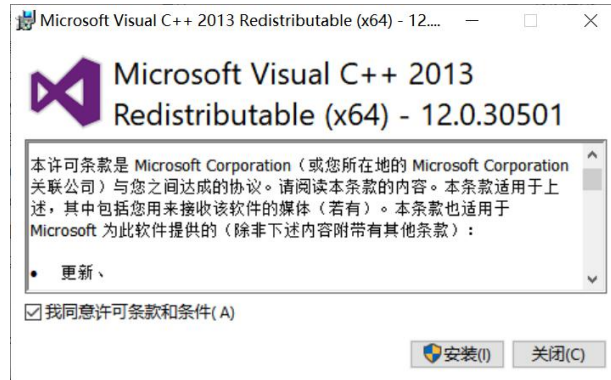 Microsoft Visual C++ 2013 Redistributable (x64) - 12....
Microsoft Visual C++ 2013
Redistributable (x64) - 12.0.30501
本许可条款是 Microsoft Corporation（或您所在地的 Microsoft Corporation
关联公司）与您之间达成的协议。请阅读本条款的内容。本条款适用于上
述，其中包括您用来接收该软件的媒体（若有）。本条款也适用于
Microsoft 为此软件提供的（除非下述内容附带有其他条款）：
• 更新、
我同意许可条款和条件( A)
安装(I)
关闭(C)